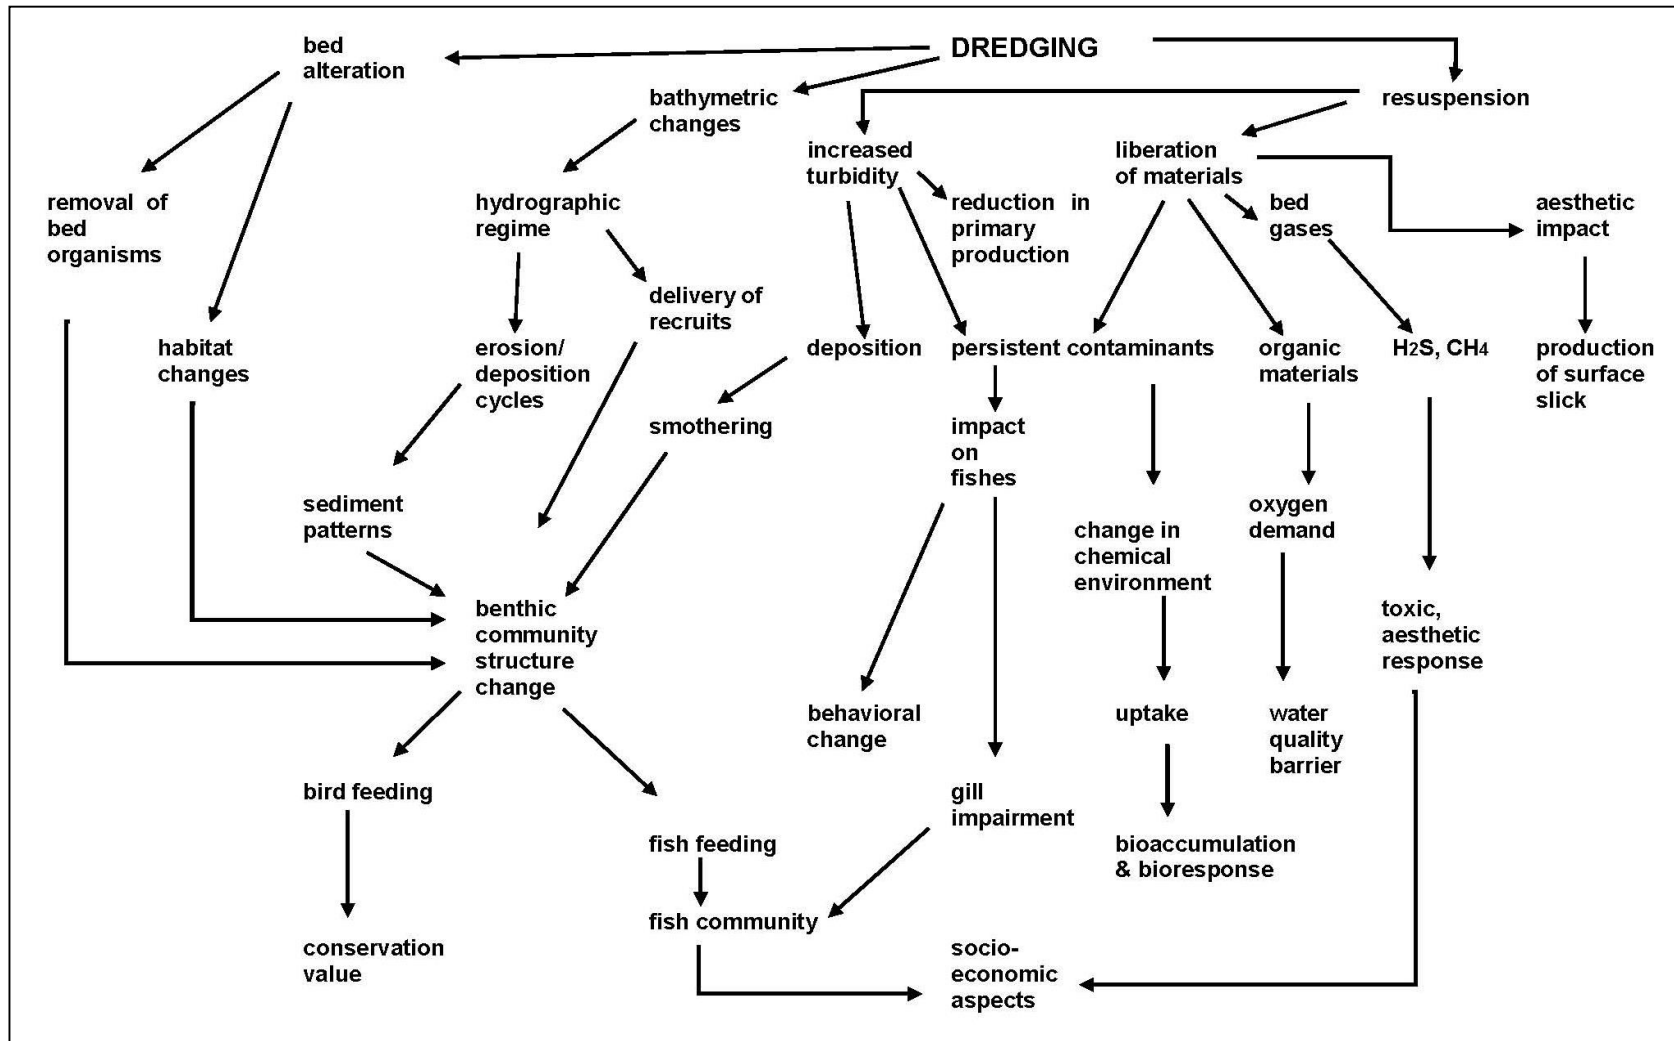 DREDGING
bed
alteration
bathymetric
changes
resuspension
increased
turbidity
liberation
of materials
removal of
bed
organisms
hydrographic
regime
reduction in
primary
production
bed
gases
aesthetic
impact
delivery of
recruits
habitat
changes
erosion/
deposition
cycles
deposition
persistent contaminants
organic
materials
H2S, CH4
production
of surface
slick
smothering
impact
on
fishes
sediment
patterns
change in
chemical
environment
oxygen
demand
benthic
community
structure
change
toxic,
aesthetic
response
behavioral
change
uptake
water
quality
barrier
bird feeding
gill
impairment
fish feeding
bioaccumulation
& bioresponse
fish community
conservation
value
socio-
economic
aspects